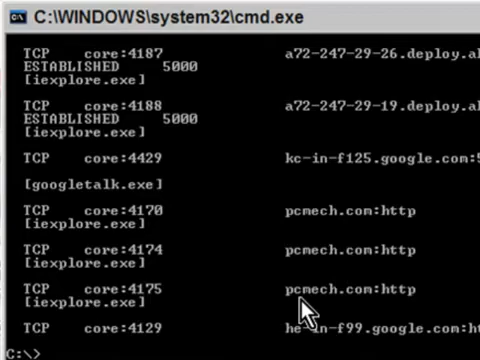 C:\WINDOWS\system32\cmd.exe
TCP core:4187 a72-247-29-26.deploy.a
ESTABLISHED 5000
[iexplore.exe]
TCP core:4188 a72-247-29-19.deploy.a
ESTABLISHED 5000
[iexplore.exe]
TCP core:4429 kc-in-f125.google.com:5
[googletalk.exe]
TCP core:4170 pcmech.com:http
[iexplore.exe]
TCP core:4174 pcmech.com:http
[iexplore.exe]
TCP core:4175 pcmech.com:http
[iexplore.exe]
TCP core:4129 he-in-f99.google.com:ht
C:\>